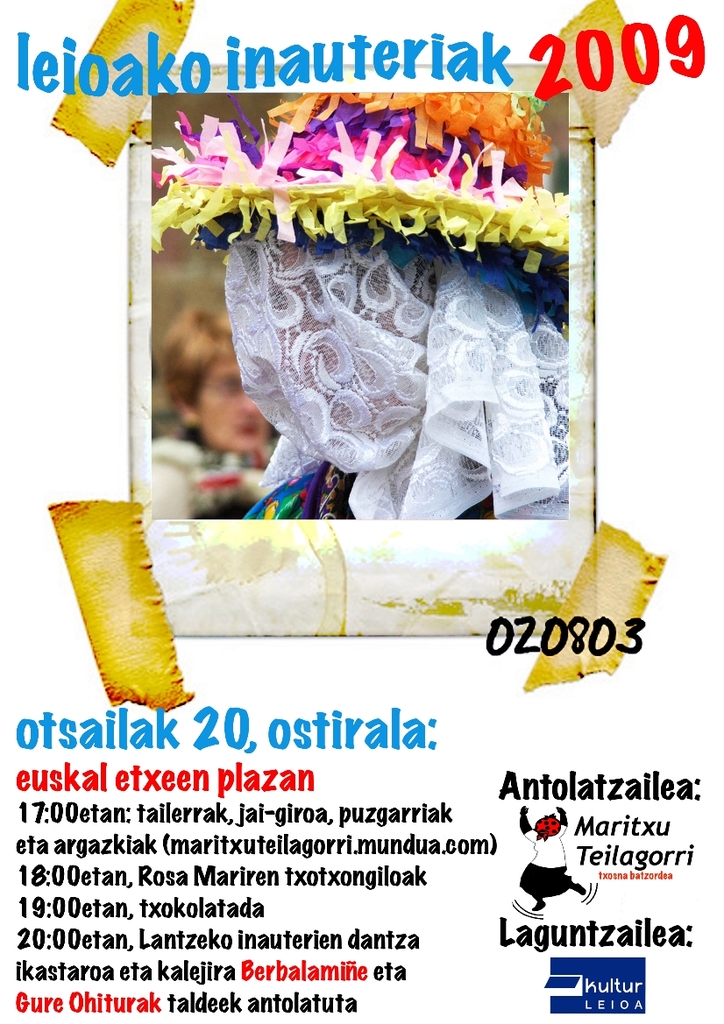 leioako inauteriak 2009
020803
otsailak 20, ostirala:
euskal etxeen plazan
17:00etan: tailerrak, jai-giroa, puzgarriak
eta argazkiak (maritxuteilagorri.mundua.com)
18:00etan, Rosa Mariren txotxongiloak
19:00etan, txokolatada
20:00etan, Lantzeko inauterien dantza
ikastaroa eta kalejira Berbalamiñe eta
Gure Ohiturak taldeek antolatuta
Antolatzailea:
Maritxu
Teilagorri
txosna batzordea
Laguntzailea:
kultur
LEIOA